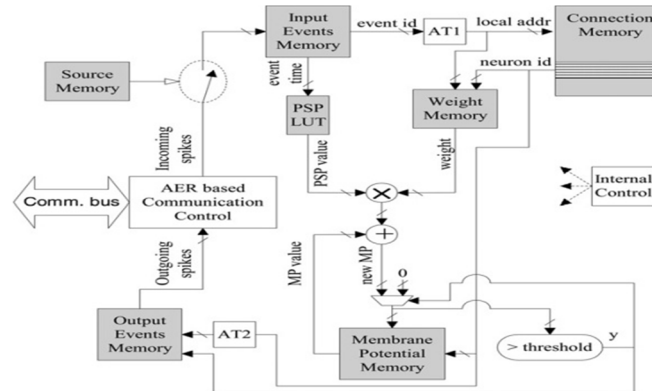 Input
Events
Memory
event id
AT1
local addr
Connection
Memory
neuron id
Source
Memory
event
time
PSP
LUT
Weight
Memory
Incoming
spikes
PSP value
weight
×
Comm. bus
AER based
Communication
Control
Internal
Control
+
Outgoing
spikes
MP value
new MP
0
Output
Events
Memory
AT2
Membrane
Potential
Memory
> threshold
y